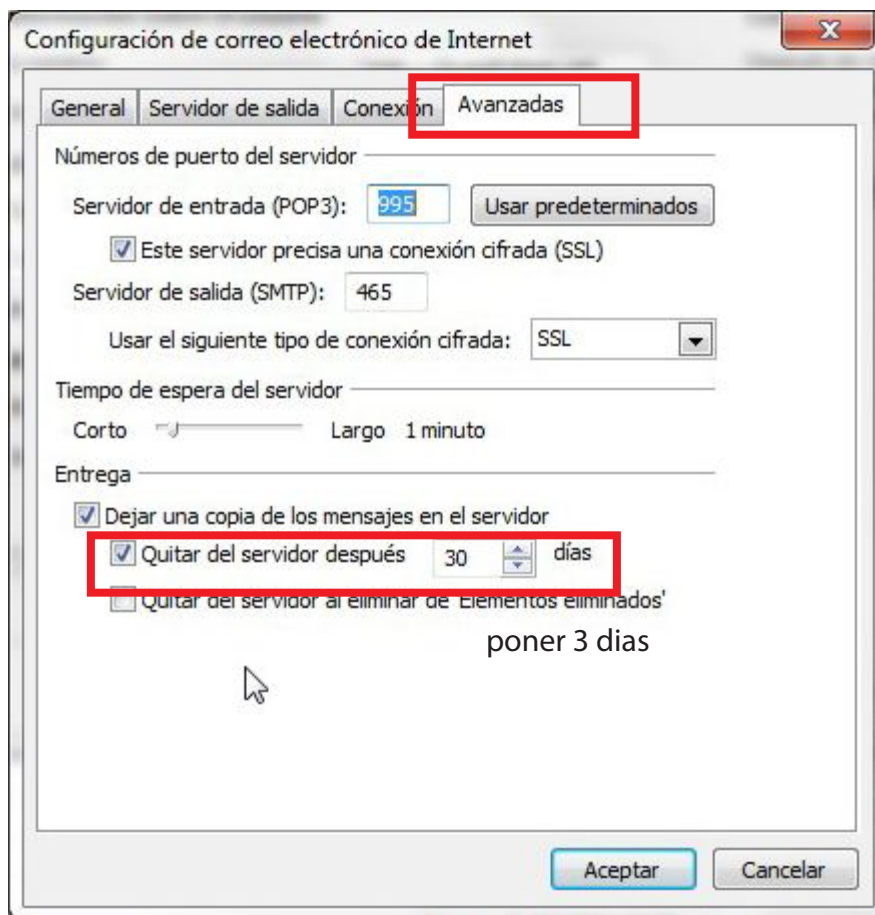 Configuración de correo electrónico de Internet
General Servidor de salida Conexión Avanzadas
Números de puerto del servidor
Servidor de entrada (POP3): 995 Usar predeterminados
Este servidor precisa una conexión cifrada (SSL)
Servidor de salida (SMTP): 465
Usar el siguiente tipo de conexión cifrada: SSL
Tiempo de espera del servidor
Corto Largo 1 minuto
Entrega
Dejar una copia de los mensajes en el servidor
Quitar del servidor después 30 días
Quitar del servidor al eliminar de 'Elementos eliminados'
poner 3 dias
Aceptar Cancelar